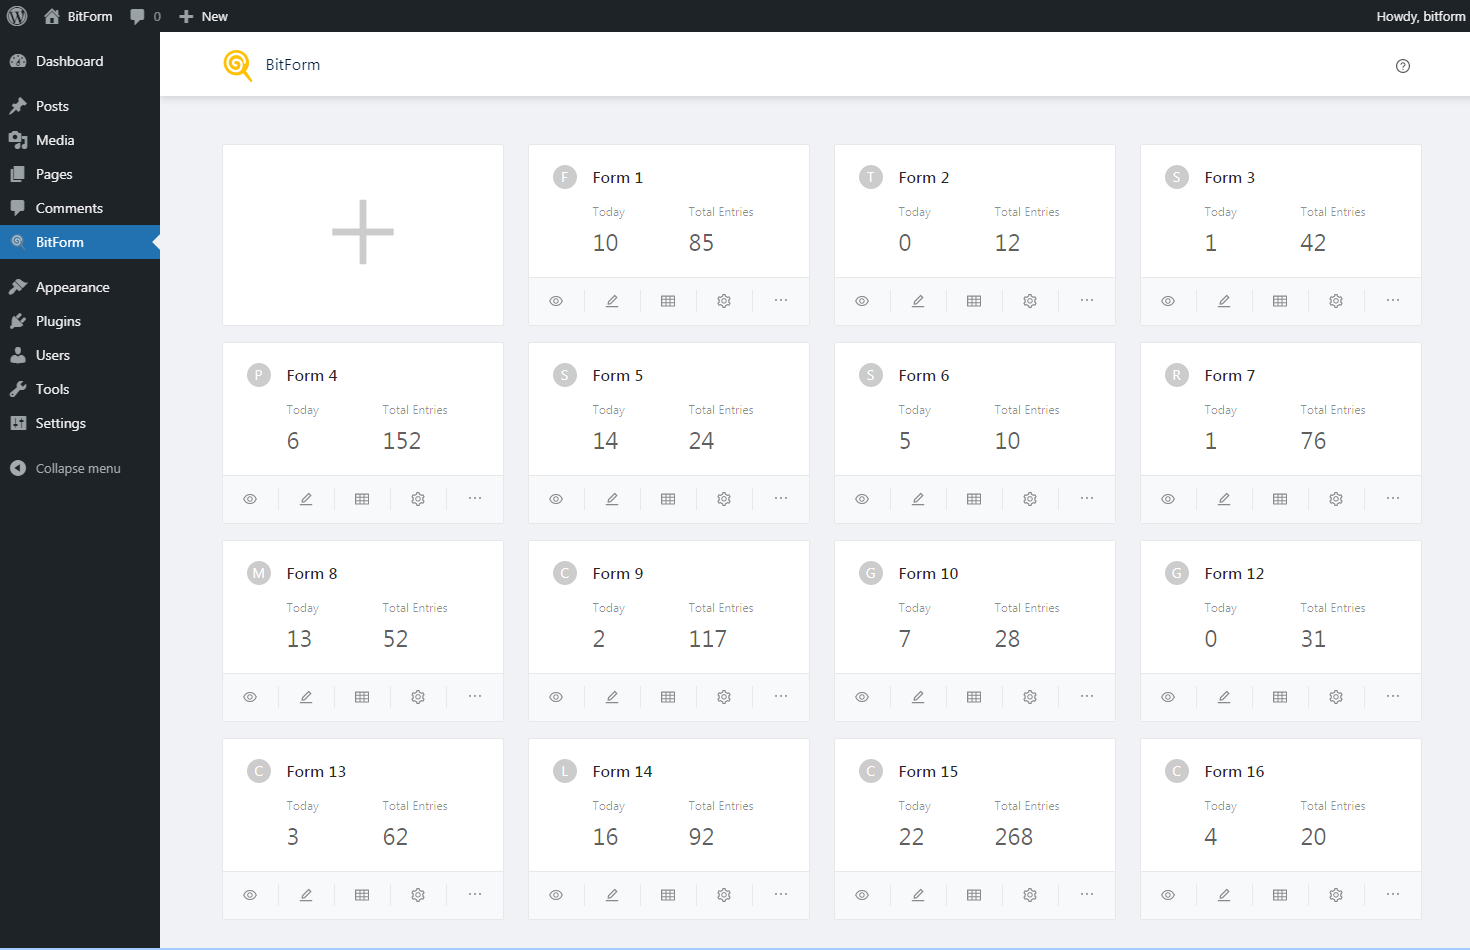 BitForm 0 New Howdy, bitform
Dashboard
Posts
Media
Pages
Comments
BitForm
Appearance
Plugins
Users
Tools
Settings
Collapse menu
BitForm
F Form 1
Today Total Entries
10 85
T Form 2
Today Total Entries
0 12
S Form 3
Today Total Entries
1 42
P Form 4
Today Total Entries
6 152
S Form 5
Today Total Entries
14 24
S Form 6
Today Total Entries
5 10
R Form 7
Today Total Entries
1 76
M Form 8
Today Total Entries
13 52
C Form 9
Today Total Entries
2 117
G Form 10
Today Total Entries
7 28
G Form 12
Today Total Entries
0 31
C Form 13
Today Total Entries
3 62
L Form 14
Today Total Entries
16 92
C Form 15
Today Total Entries
22 268
C Form 16
Today Total Entries
4 20